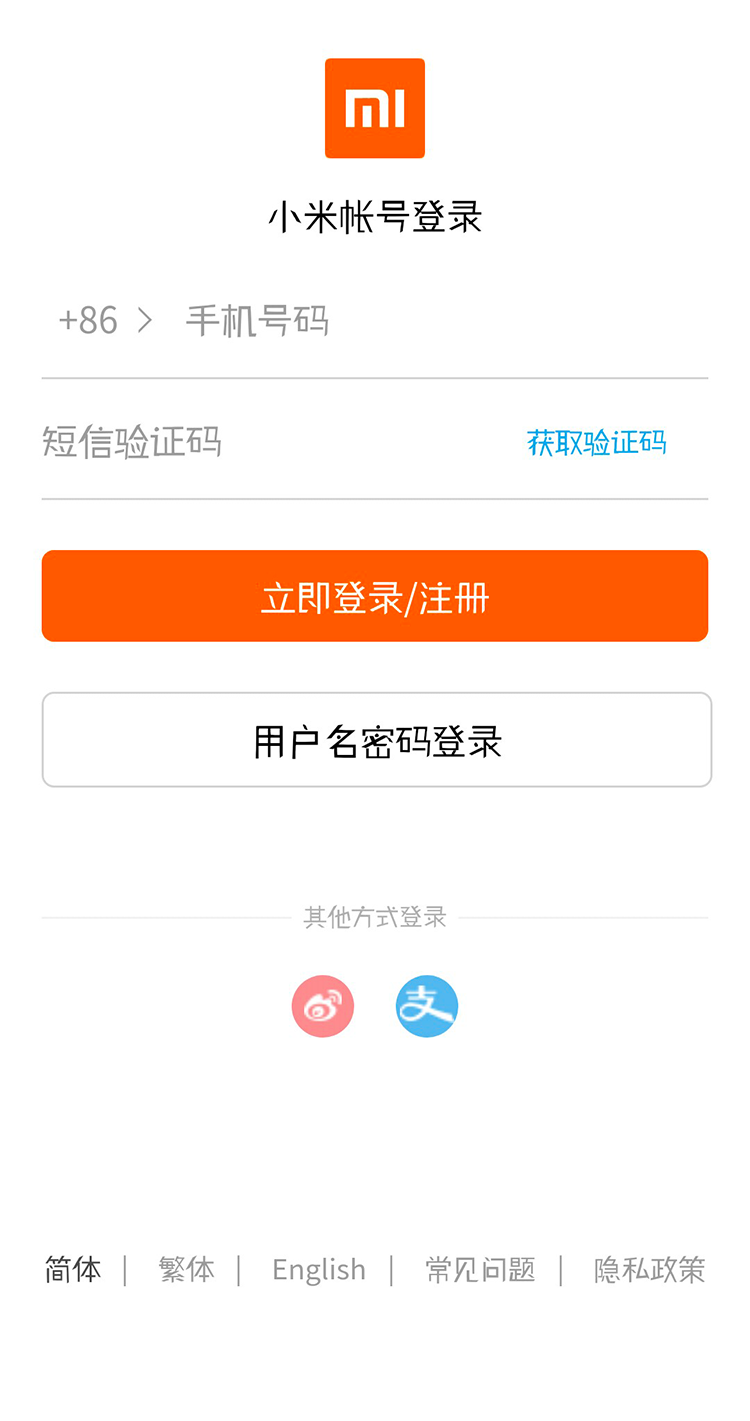 小米帐号登录
+86 > 手机号码
短信验证码 获取验证码
立即登录/注册
用户名密码登录
其他方式登录
支
简体 | 繁体 | English | 常见问题 | 隐私政策